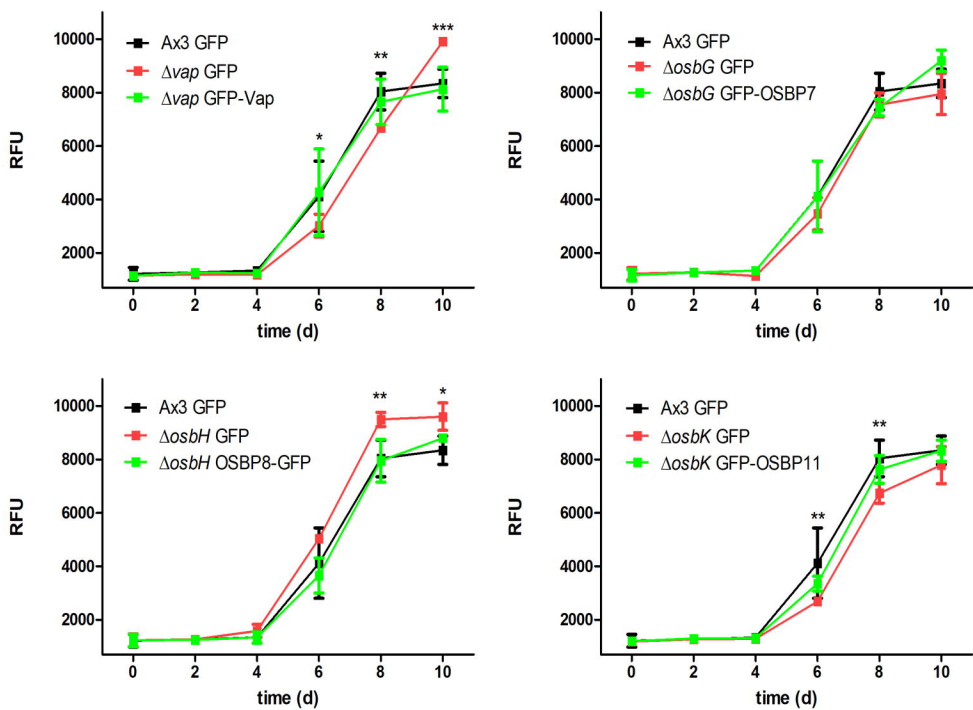 Ax3 GFP
Δvap GFP
Δvap GFP-Vap
* ** ***
RFU
10000
8000
6000
4000
2000
0 2 4 6 8 10
time (d)
Ax3 GFP
ΔosbG GFP
ΔosbG GFP-OSBP7
RFU
10000
8000
6000
4000
2000
0 2 4 6 8 10
time (d)
Ax3 GFP
ΔosbH GFP
ΔosbH OSBP8-GFP
** *
RFU
10000
8000
6000
4000
2000
0 2 4 6 8 10
time (d)
Ax3 GFP
ΔosbK GFP
ΔosbK GFP-OSBP11
** **
RFU
10000
8000
6000
4000
2000
0 2 4 6 8 10
time (d)